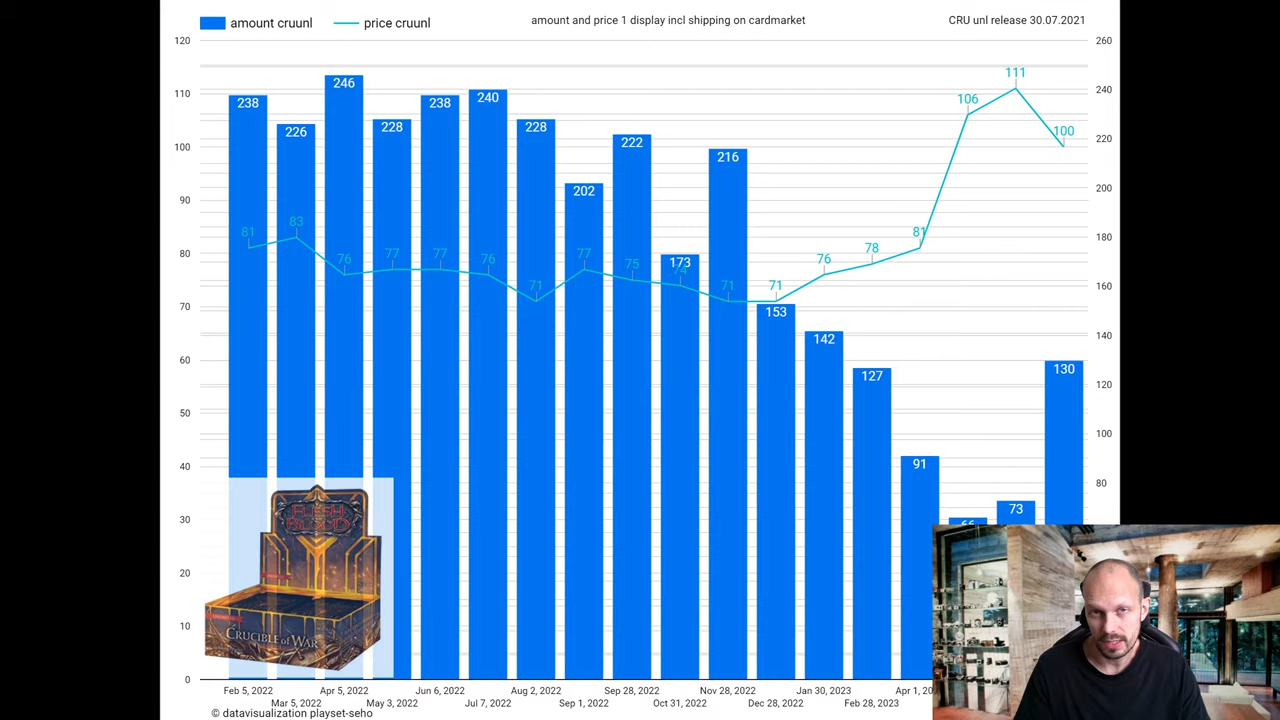 amount cruunl
price cruunl
amount and price 1 display incl shipping on cardmarket
CRU unl release 30.07.2021
120
110
100
90
80
70
60
50
40
30
20
10
0
260
240
220
200
180
160
140
120
100
80
238
226
246
228
238
240
228
202
222
173
216
153
142
127
91
66
73
130
81
83
76
77
77
76
71
77
75
74
71
71
76
78
81
106
111
100
FLESH
BLOOD
CRUCIBLE of WAR
Feb 5, 2022
Mar 5, 2022
Apr 5, 2022
May 3, 2022
Jun 6, 2022
Jul 7, 2022
Aug 2, 2022
Sep 1, 2022
Sep 28, 2022
Oct 31, 2022
Nov 28, 2022
Dec 28, 2022
Jan 30, 2023
Feb 28, 2023
Apr 1, 20
© datavisualization playset-seho